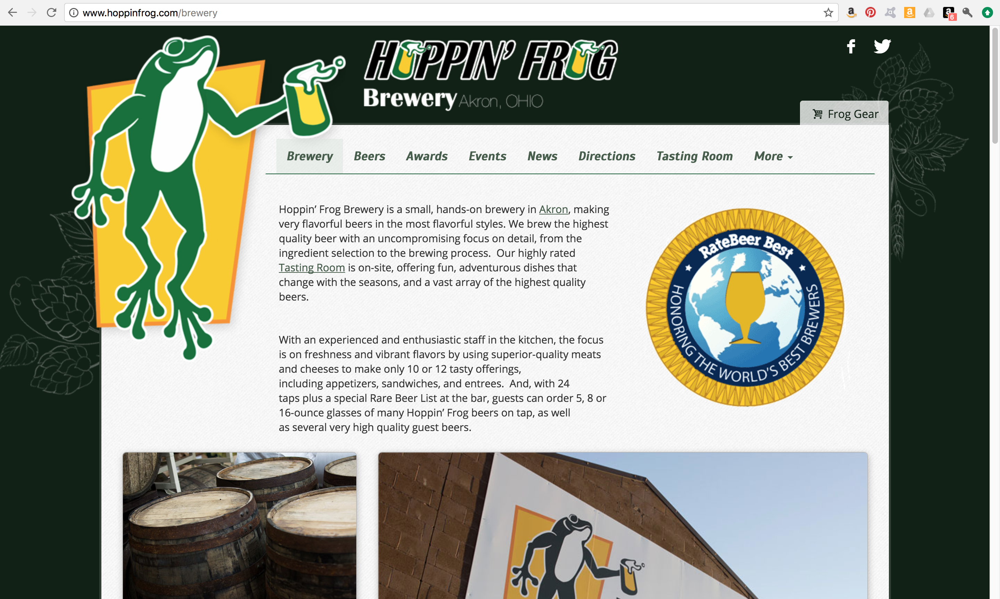 www.hoppinfrog.com/brewery
6
HOPPIN' FROG
Brewery Akron, OHIO
Frog Gear
Brewery Beers Awards Events News Directions Tasting Room More
Hoppin’ Frog Brewery is a small, hands-on brewery in Akron, making
very flavorful beers in the most flavorful styles. We brew the highest
quality beer with an uncompromising focus on detail, from the
ingredient selection to the brewing process.  Our highly rated
Tasting Room is on-site, offering fun, adventurous dishes that
change with the seasons, and a vast array of the highest quality
beers.
With an experienced and enthusiastic staff in the kitchen, the focus
is on freshness and vibrant flavors by using superior-quality meats
and cheeses to make only 10 or 12 tasty offerings,
including appetizers, sandwiches, and entrees.  And, with 24
taps plus a special Rare Beer List at the bar, guests can order 5, 8 or
16-ounce glasses of many Hoppin’ Frog beers on tap, as well
as several very high quality guest beers.
RateBeer Best
HONORING THE WORLD'S BEST BREWERS